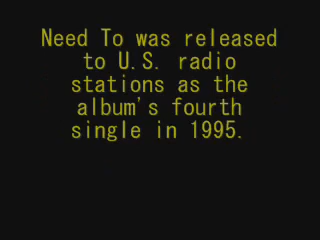 Need To was released
to U.S. radio
stations as the
album's fourth
single in 1995.